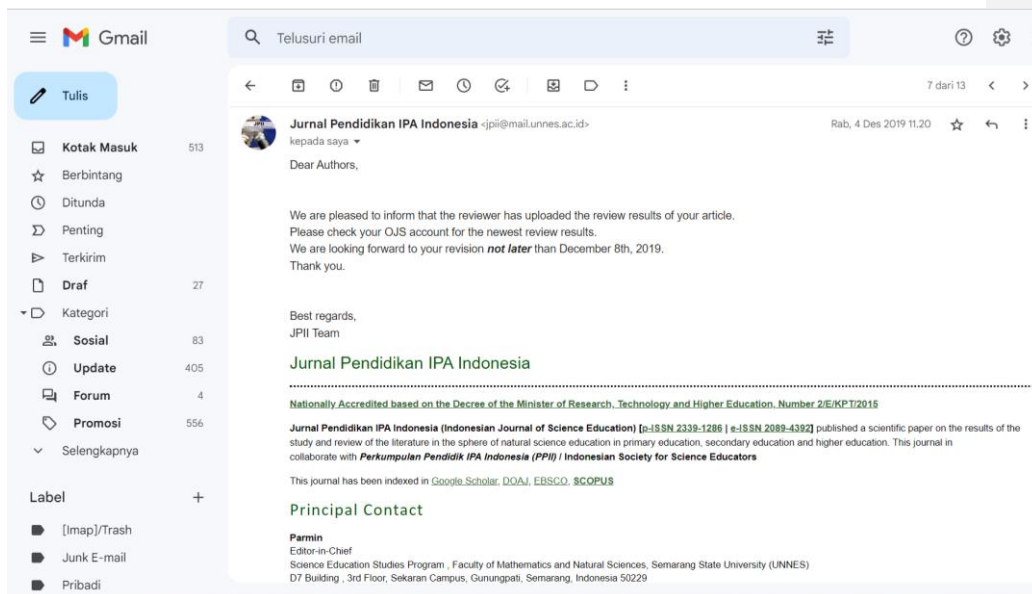 Gmail
Telusuri email
Tulis
7 dari 13
Kotak Masuk 513
Berbintang
Ditunda
Penting
Terkirim
Draf 27
Kategori
Sosial 83
Update 405
Forum 4
Promosi 556
Selengkapnya
Label +
[Imap]/Trash
Junk E-mail
Pribadi
Jurnal Pendidikan IPA Indonesia <jpii@mail.unnes.ac.id>
Rab, 4 Des 2019 11.20
kepada saya
Dear Authors,
We are pleased to inform that the reviewer has uploaded the review results of your article.
Please check your OJS account for the newest review results.
We are looking forward to your revision not later than December 8th, 2019.
Thank you.
Best regards,
JPII Team
Jurnal Pendidikan IPA Indonesia
Nationally Accredited based on the Decree of the Minister of Research, Technology and Higher Education, Number 2/E/KPT/2015
Jurnal Pendidikan IPA Indonesia (Indonesian Journal of Science Education) [p-ISSN 2339-1286 | e-ISSN 2089-4392] published a scientific paper on the results of the
study and review of the literature in the sphere of natural science education in primary education, secondary education and higher education. This journal in
collaborate with Perkumpulan Pendidik IPA Indonesia (PPII) / Indonesian Society for Science Educators
This journal has been indexed in Google Scholar, DOAJ, EBSCO, SCOPUS
Principal Contact
Parmin
Editor-in-Chief
Science Education Studies Program , Faculty of Mathematics and Natural Sciences, Semarang State University (UNNES)
D7 Building , 3rd Floor, Sekaran Campus, Gunungpati, Semarang, Indonesia 50229